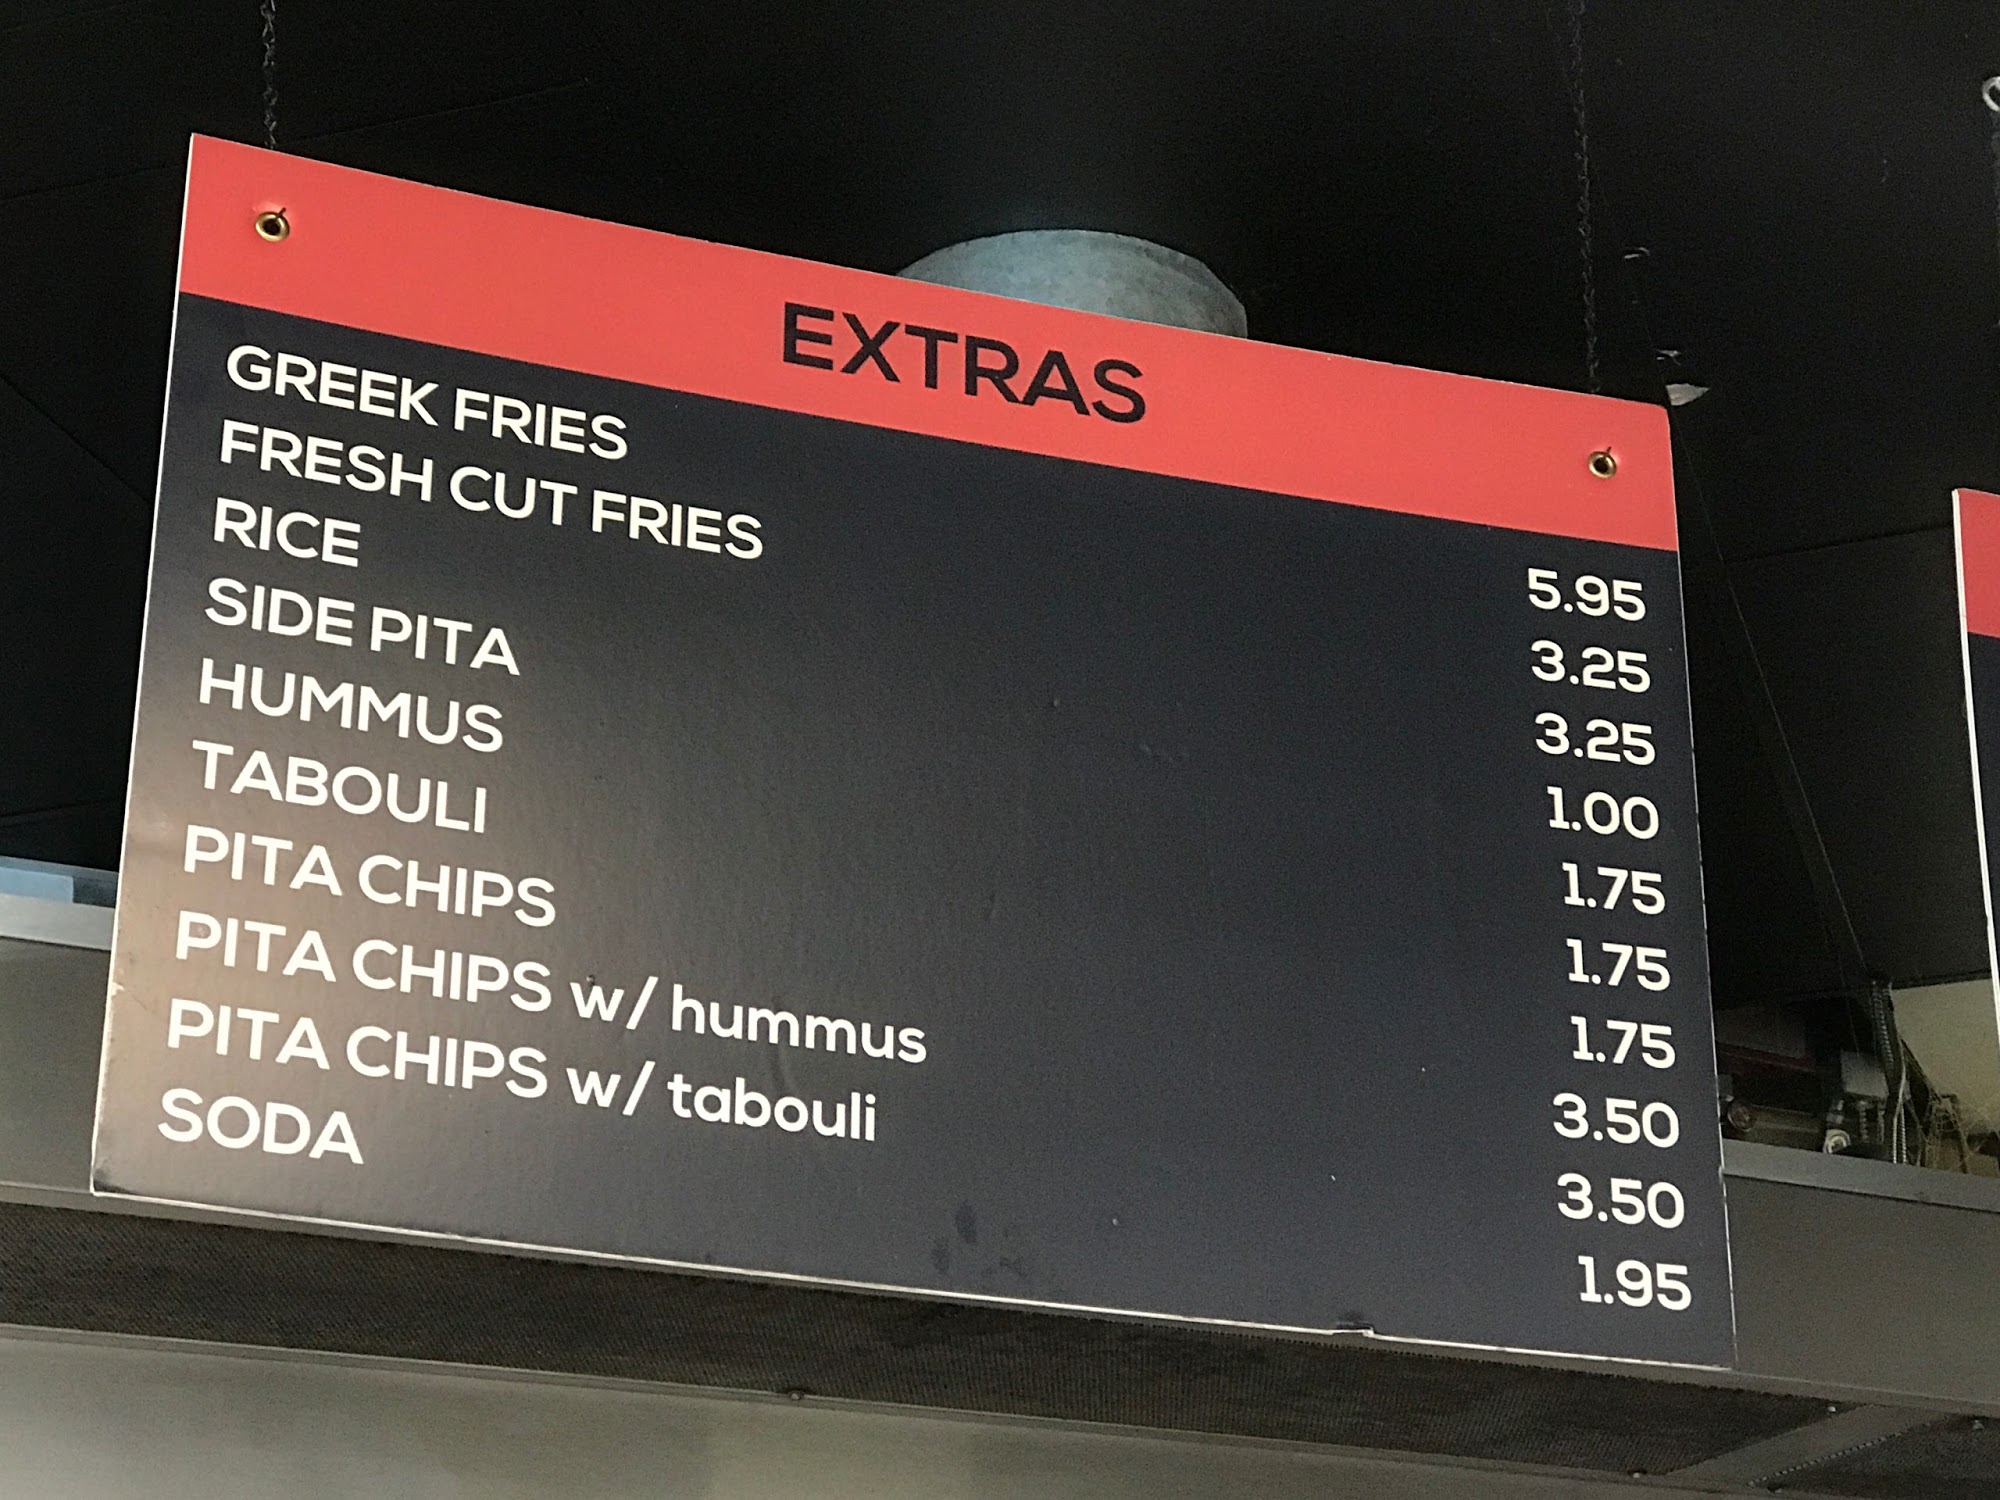 EXTRAS
GREEK FRIES 5.95
FRESH CUT FRIES 3.25
RICE 3.25
SIDE PITA 1.00
HUMMUS 1.75
TABOULI 1.75
PITA CHIPS 1.75
PITA CHIPS w/ hummus 3.50
PITA CHIPS w/ tabouli 3.50
SODA 1.95